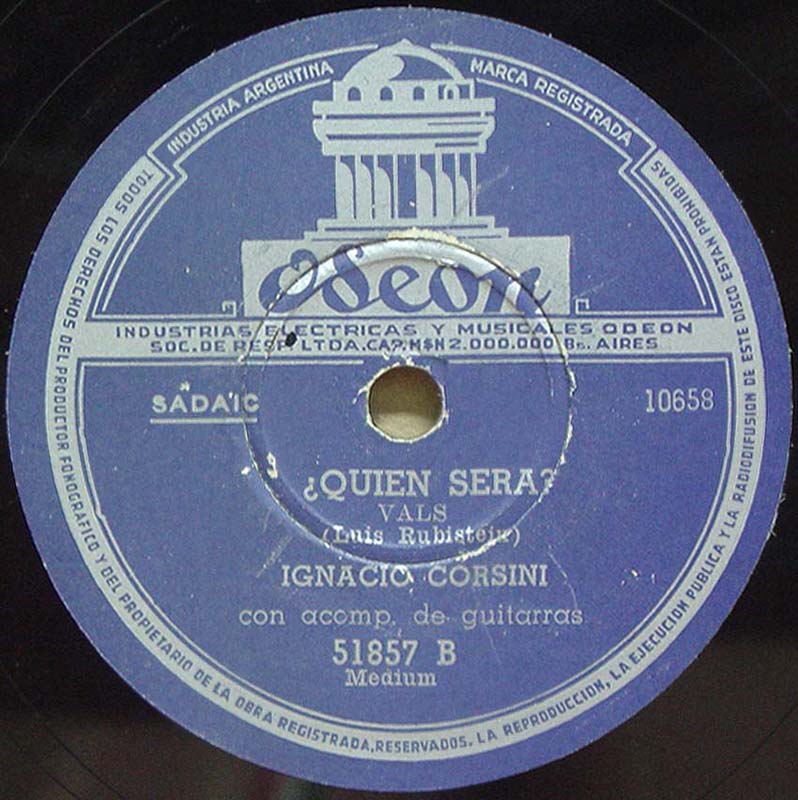 INDUSTRIA ARGENTINA
MARCA REGISTRADA
Odeon
INDUSTRIAS ELECTRICAS Y MUSICALES ODEON
SOC. DE RESP. LTDA. CAP. M$N 2.000.000 Bs. AIRES
SADAIC
10658
¿QUIEN SERA?
VALS
(Luis Rubistein)
IGNACIO CORSINI
con acomp. de guitarras
51857 B
Medium
TODOS LOS DERECHOS DEL PRODUCTOR FONOGRAFICO Y DEL PROPIETARIO DE LA OBRA REGISTRADA, RESERVADOS. LA REPRODUCCION, LA EJECUCION PUBLICA Y LA RADIODIFUSION DE ESTE DISCO ESTAN PROHIBIDAS